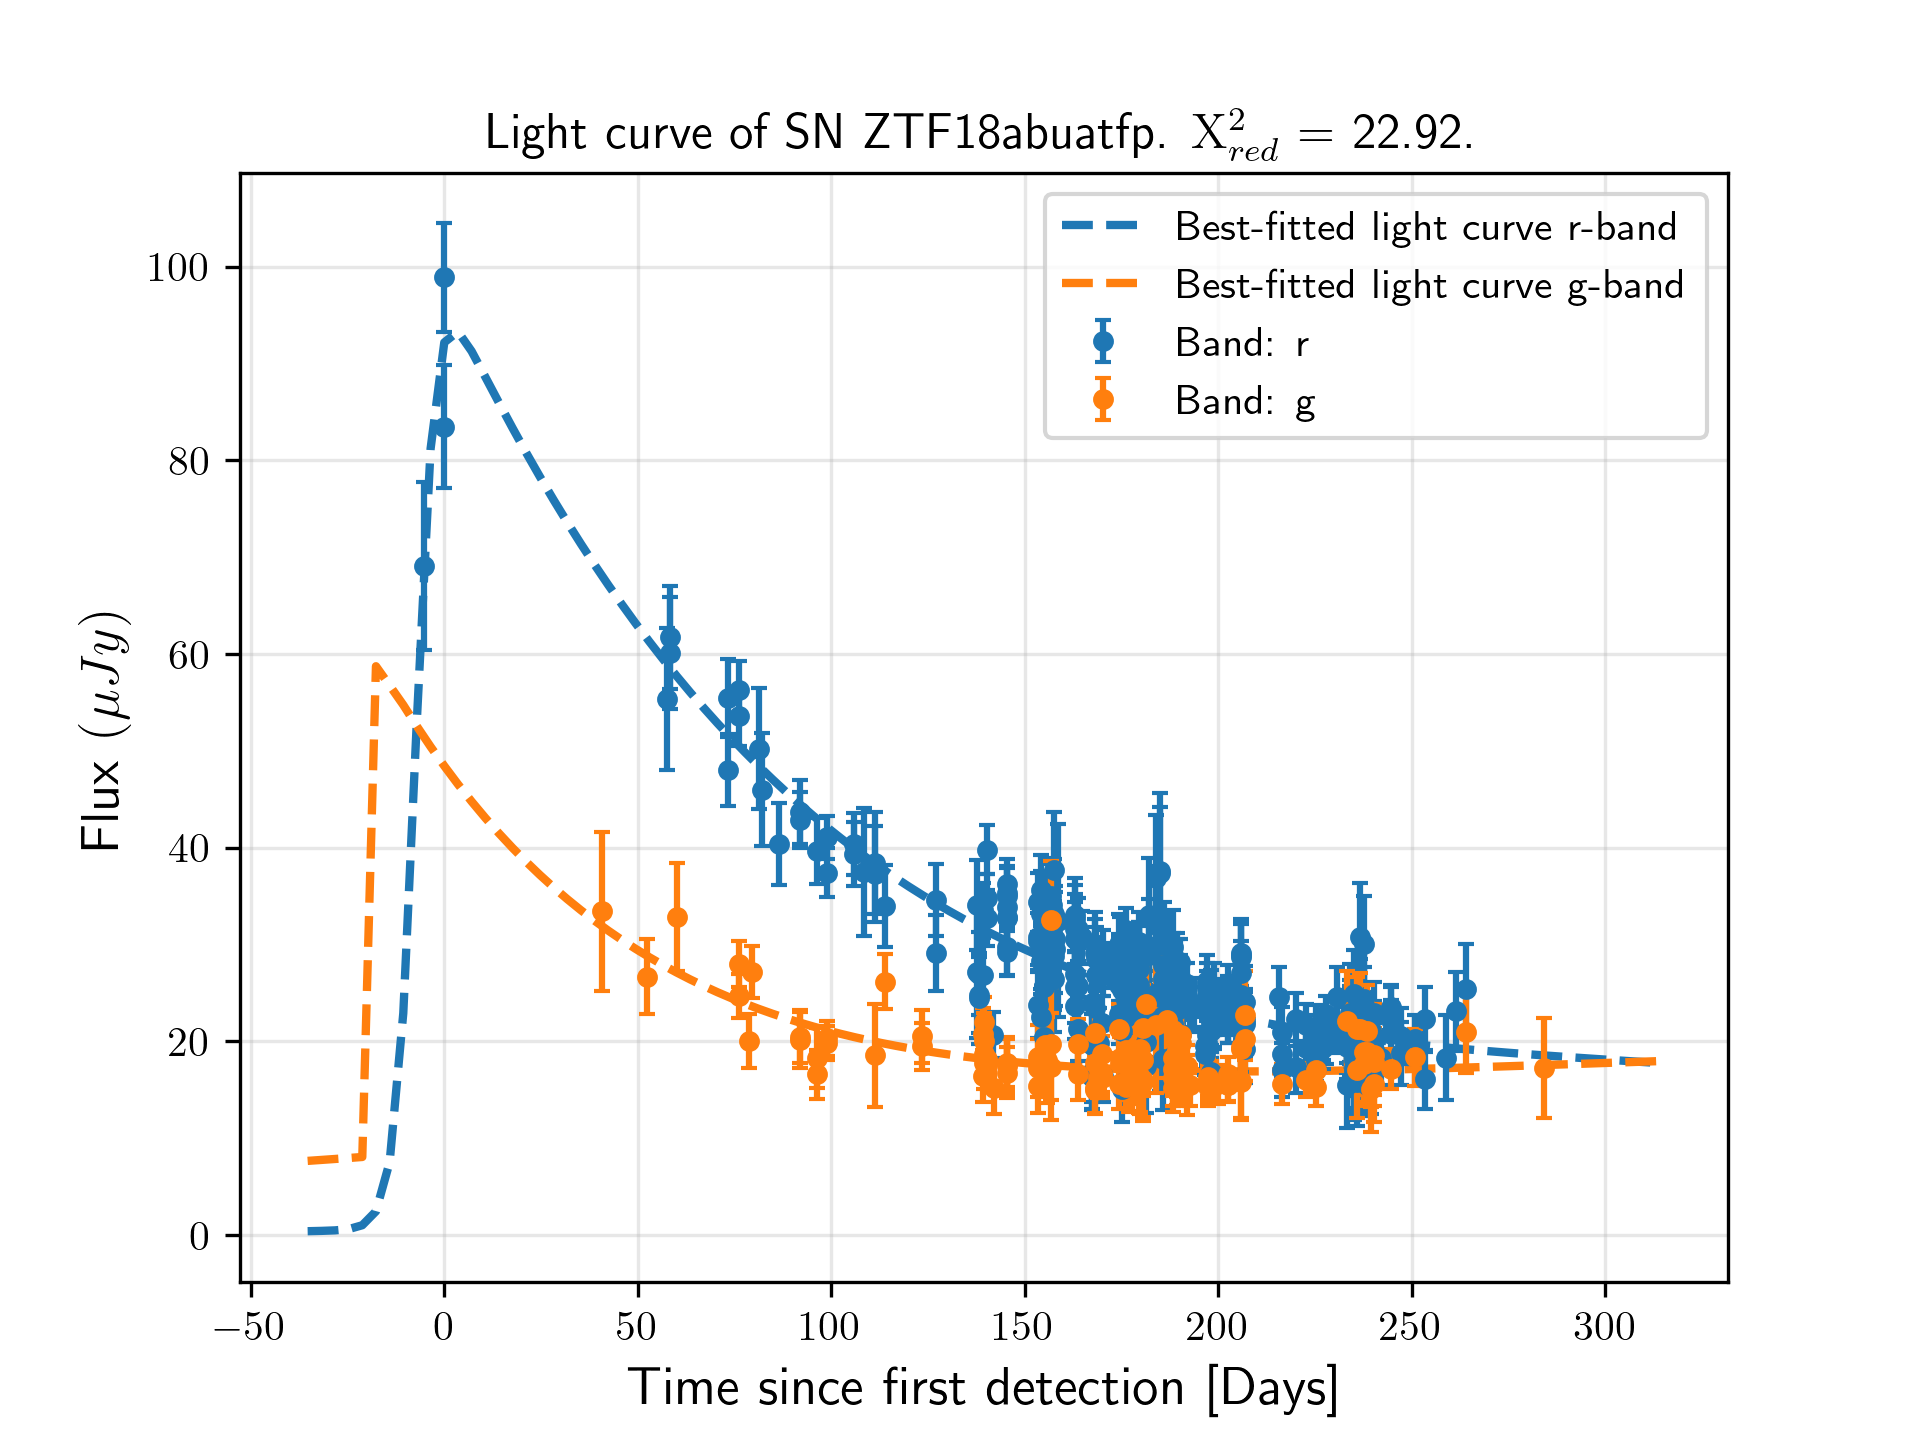 Light curve of SN ZTF18abuatfp. X²_red = 22.92.
Best-fitted light curve r-band
Best-fitted light curve g-band
Band: r
Band: g
100
80
60
40
20
0
Flux (μJy)
−50 0 50 100 150 200 250 300
Time since first detection [Days]